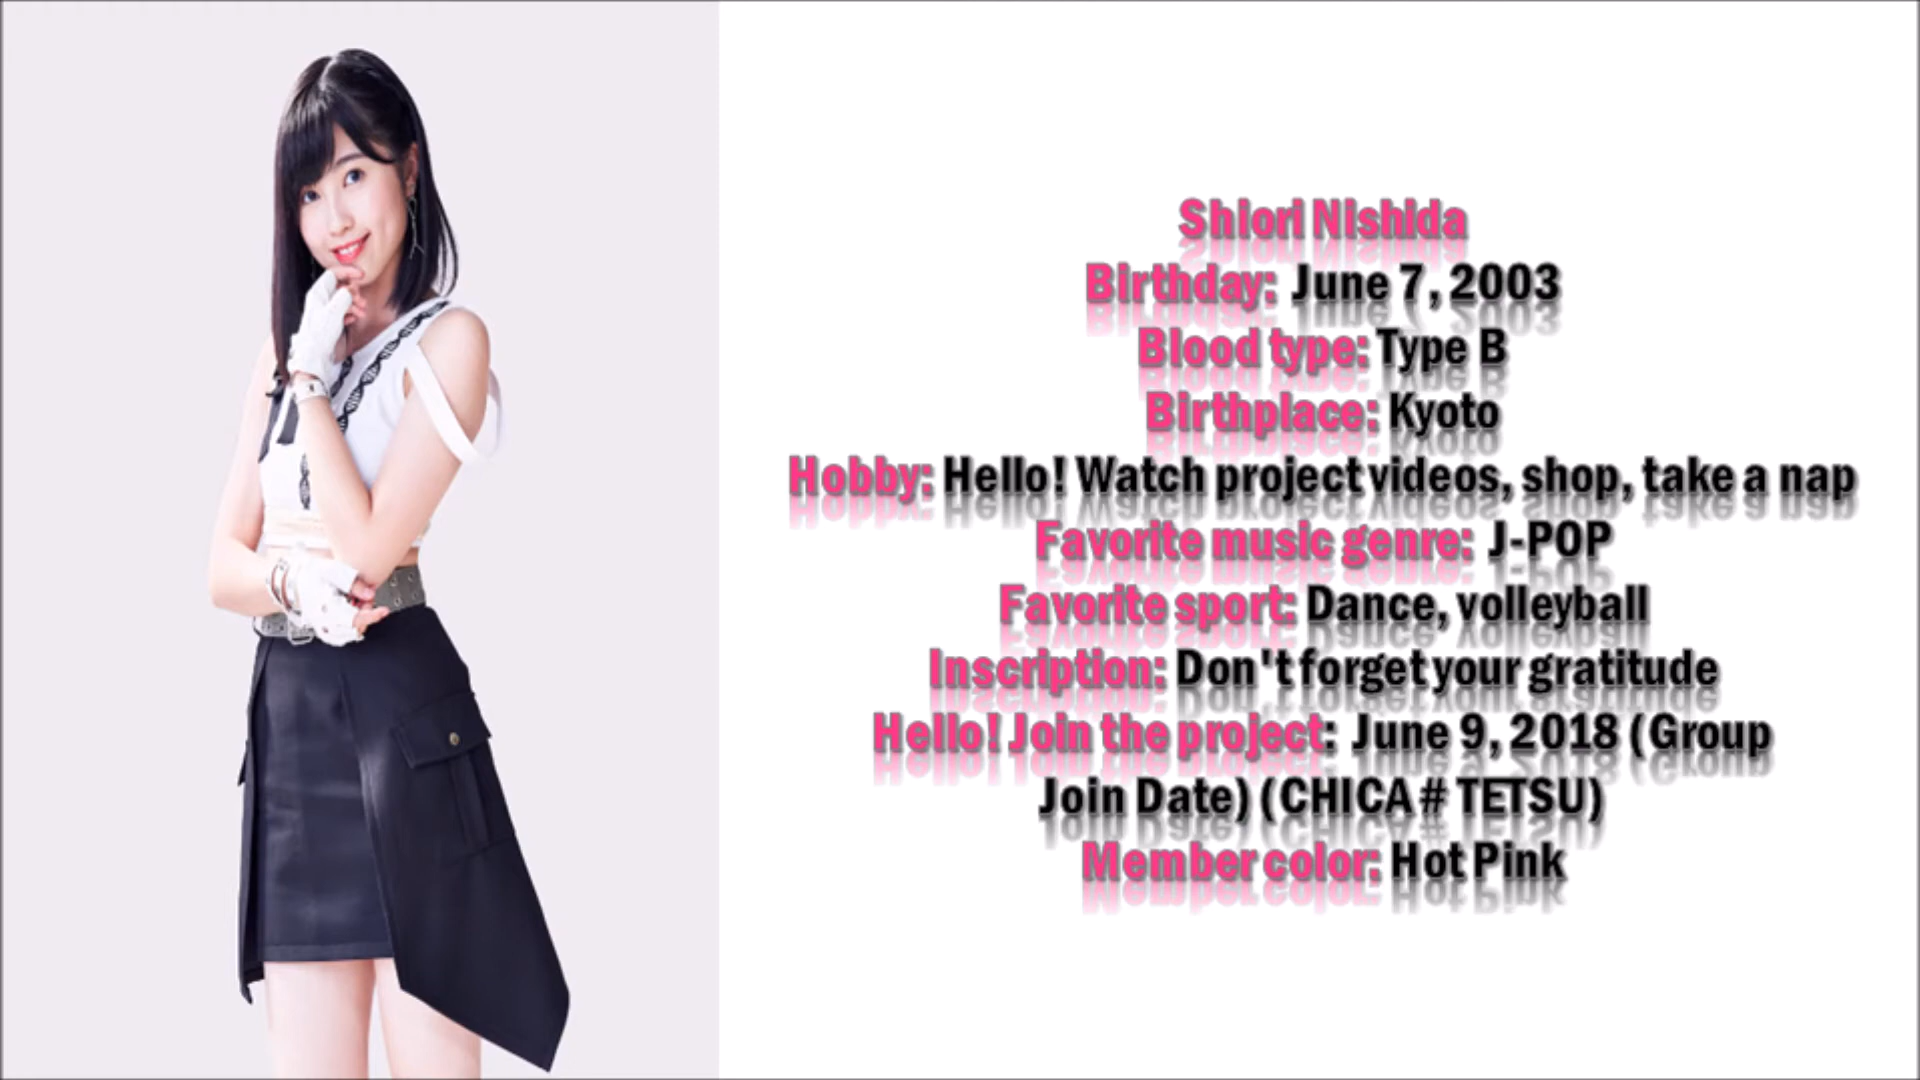 Shiori Nishida
Birthday: June 7, 2003
Blood type: Type B
Birthplace: Kyoto
Hobby: Hello! Watch project videos, shop, take a nap
Favorite music genre: J-POP
Favorite sport: Dance, volleyball
Inscription: Don't forget your gratitude
Hello! Join the project: June 9, 2018 (Group
Join Date) (CHICA # TETSU)
Member color: Hot Pink